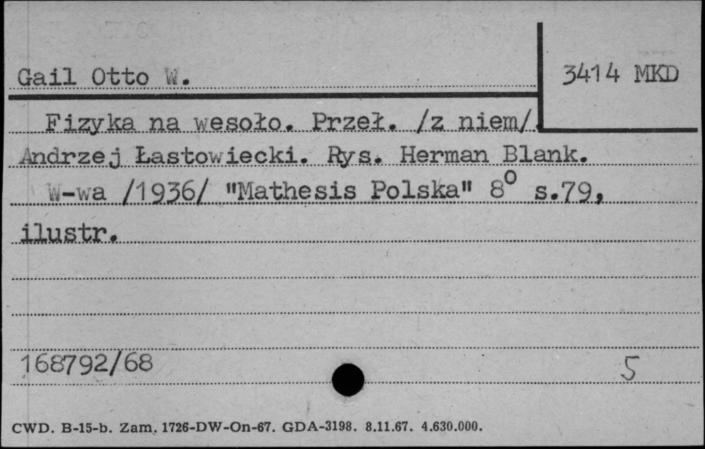 Gail Otto W.
3414 MKD
Fizyka na wesoło. Przeł. /z niem/
Andrzej Łastowiecki. Rys. Herman Blank.
W-wa /1936/ "Mathesis Polska" 8° s.79,
ilustr.
168792/68
5
CWD. B-15-b. Zam. 1726-DW-On-67. GDA-3198. 8.11.67. 4.630.000.